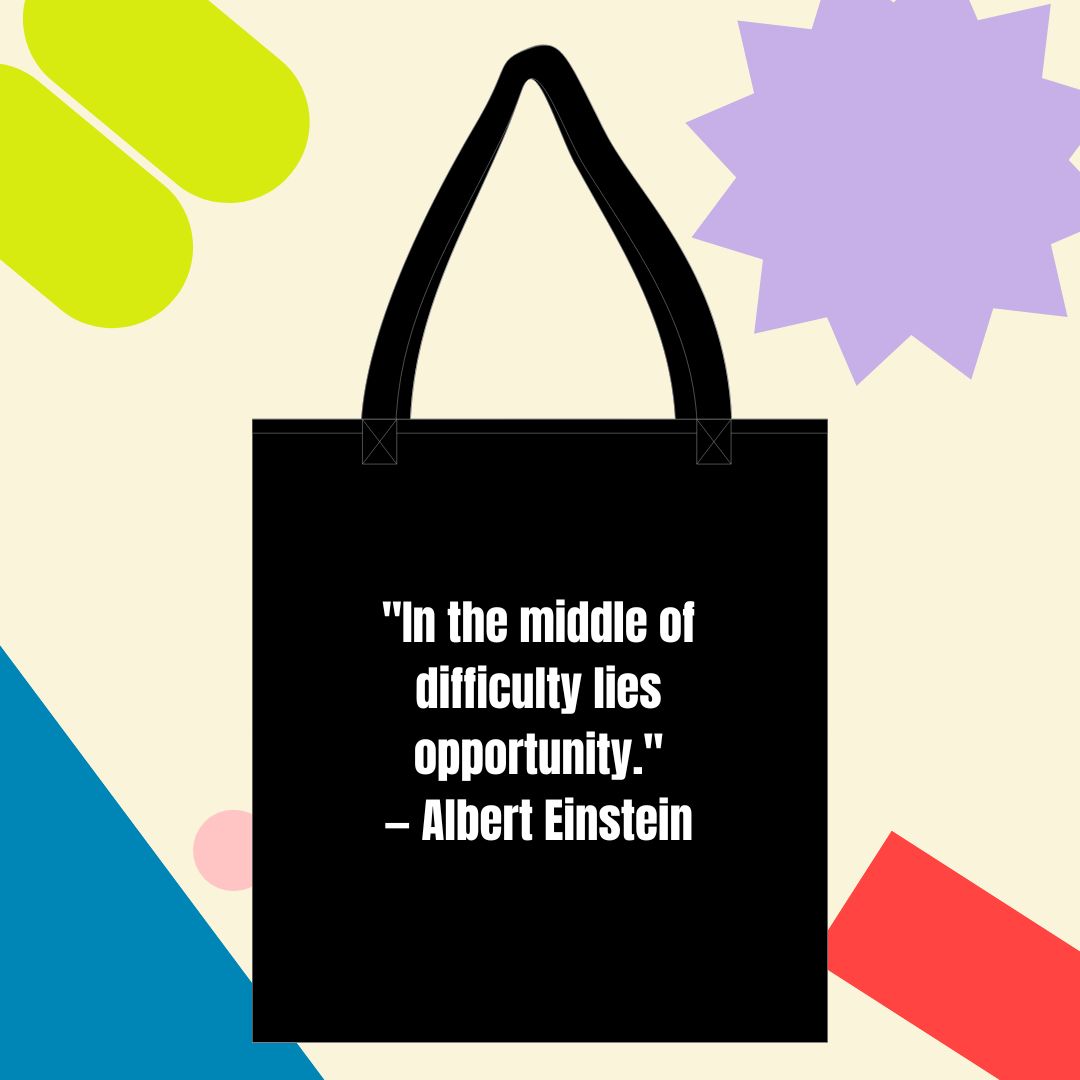 "In the middle of
difficulty lies
opportunity."
– Albert Einstein